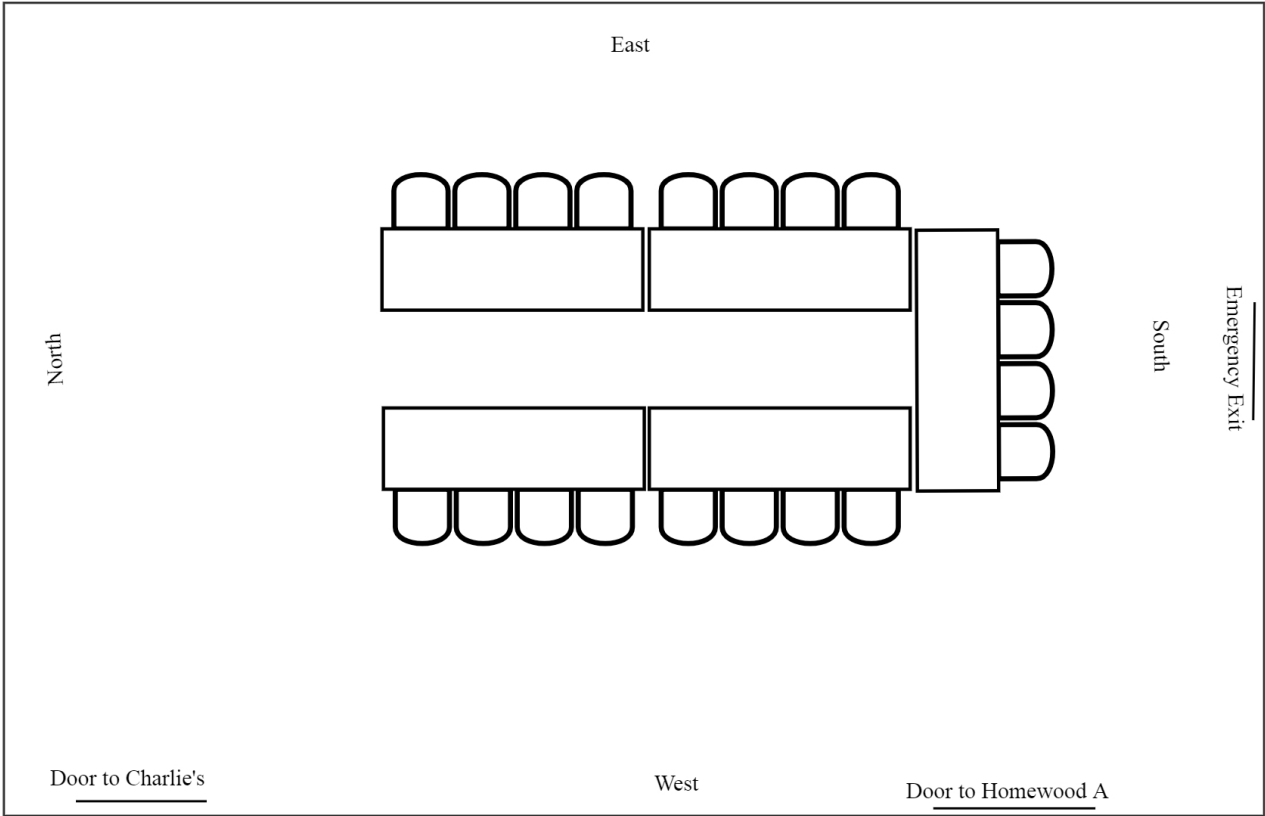 East
North
South
Emergency Exit
Door to Charlie's
West
Door to Homewood A